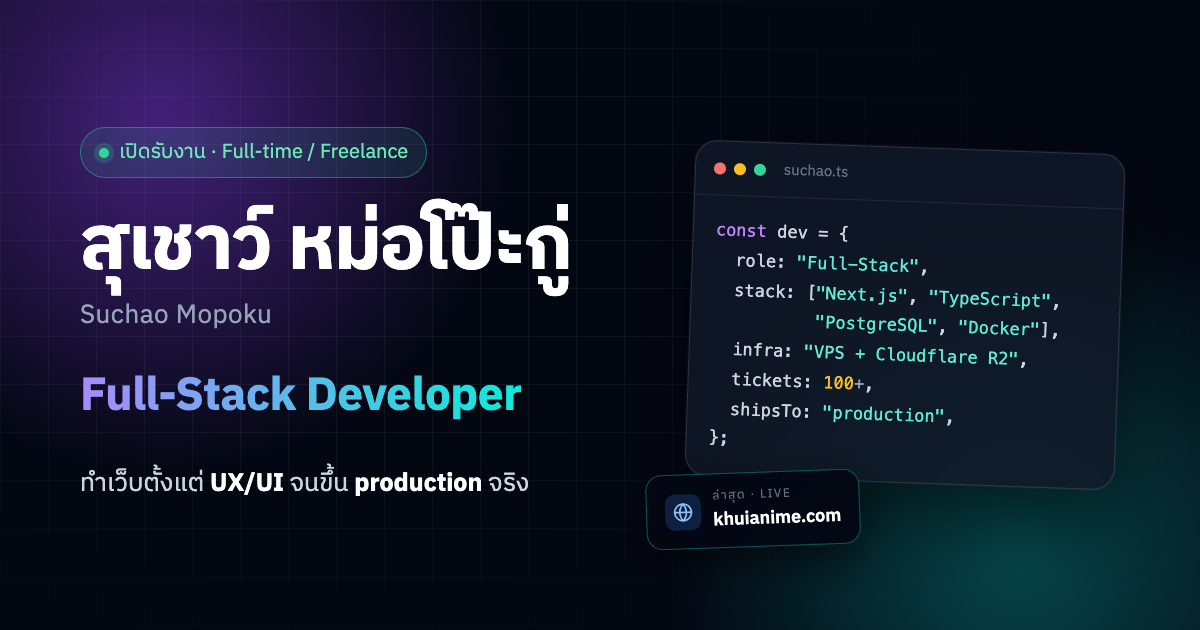 เปิดรับงาน · Full-time / Freelance
สุเชาว์ หม่อโป๊ะกู่
Suchao Mopoku
Full-Stack Developer
ทำเว็บตั้งแต่ UX/UI จนขึ้น production จริง
suchao.ts
const dev = {
role: "Full-Stack",
stack: ["Next.js", "TypeScript",
"PostgreSQL", "Docker"],
infra: "VPS + Cloudflare R2",
tickets: 100+,
shipsTo: "production",
};
ล่าสุด · LIVE
khuianime.com